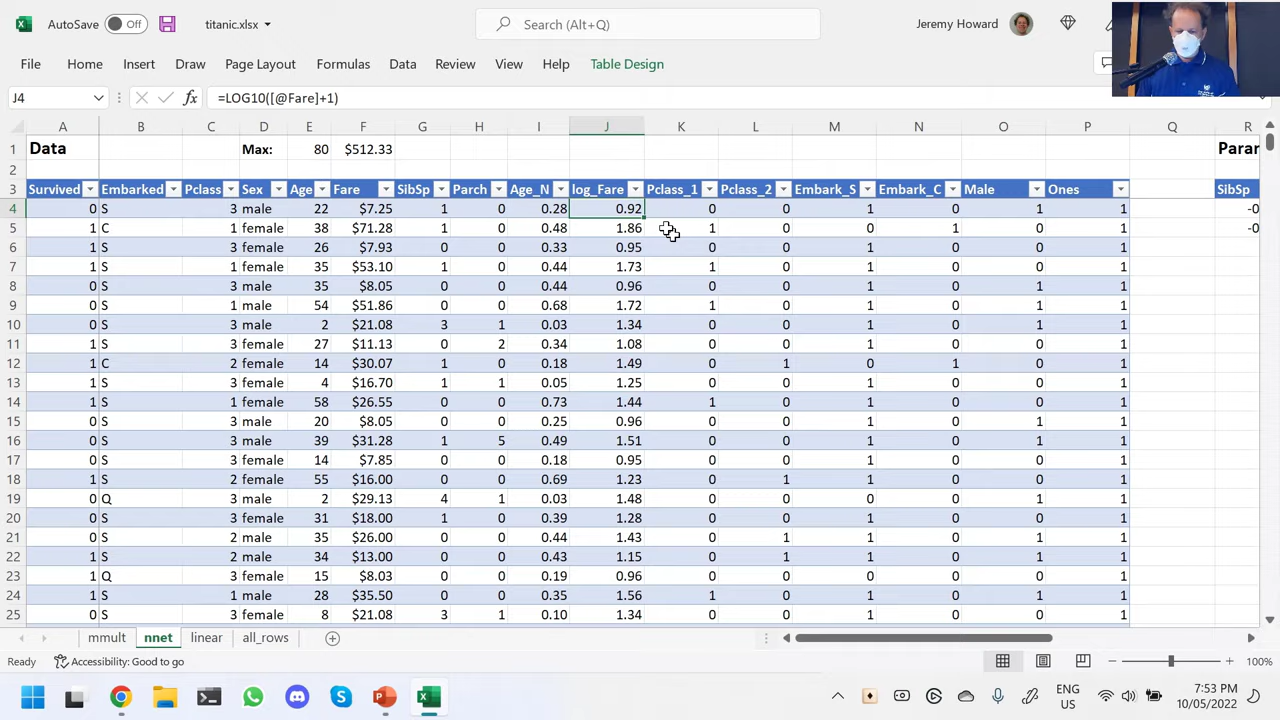 AutoSave Off titanic.xlsx Search (Alt+Q) Jeremy Howard
File Home Insert Draw Page Layout Formulas Data Review View Help Table Design
J4 fx =LOG10([@Fare]+1)
A B C D E F G H I J K L M N O P Q R
1 Data Max: 80 $512.33 Parar
2
3 Survived Embarked Pclass Sex Age Fare SibSp Parch Age_N log_Fare Pclass_1 Pclass_2 Embark_S Embark_C Male Ones SibSp
4 0 S 3 male 22 $7.25 1 0 0.28 0.92 0 0 1 0 1 1 -0
5 1 C 1 female 38 $71.28 1 0 0.48 1.86 1 0 0 1 0 1 -0
6 1 S 3 female 26 $7.93 0 0 0.33 0.95 0 0 1 0 0 1
7 1 S 1 female 35 $53.10 1 0 0.44 1.73 1 0 1 0 0 1
8 0 S 3 male 35 $8.05 0 0 0.44 0.96 0 0 1 0 1 1
9 0 S 1 male 54 $51.86 0 0 0.68 1.72 1 0 1 0 1 1
10 0 S 3 male 2 $21.08 3 1 0.03 1.34 0 0 1 0 1 1
11 1 S 3 female 27 $11.13 0 2 0.34 1.08 0 0 1 0 0 1
12 1 C 2 female 14 $30.07 1 0 0.18 1.49 0 1 0 1 0 1
13 1 S 3 female 4 $16.70 1 1 0.05 1.25 0 0 1 0 0 1
14 1 S 1 female 58 $26.55 0 0 0.73 1.44 1 0 1 0 0 1
15 0 S 3 male 20 $8.05 0 0 0.25 0.96 0 0 1 0 1 1
16 0 S 3 male 39 $31.28 1 5 0.49 1.51 0 0 1 0 1 1
17 0 S 3 female 14 $7.85 0 0 0.18 0.95 0 0 1 0 0 1
18 1 S 2 female 55 $16.00 0 0 0.69 1.23 0 1 1 0 0 1
19 0 Q 3 male 2 $29.13 4 1 0.03 1.48 0 0 0 0 1 1
20 0 S 3 female 31 $18.00 1 0 0.39 1.28 0 0 1 0 0 1
21 0 S 2 male 35 $26.00 0 0 0.44 1.43 0 1 1 0 1 1
22 1 S 2 male 34 $13.00 0 0 0.43 1.15 0 1 1 0 1 1
23 1 Q 3 female 15 $8.03 0 0 0.19 0.96 0 0 0 0 0 1
24 1 S 1 male 28 $35.50 0 0 0.35 1.56 1 0 1 0 1 1
25 0 S 3 female 8 $21.08 3 1 0.10 1.34 0 0 1 0 0 1
mmult nnet linear all_rows
Ready Accessibility: Good to go 100%
ENG 7:53 PM
US 10/05/2022